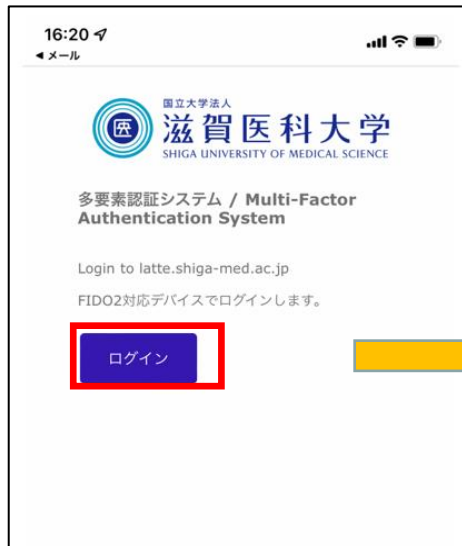 16:20
◀メール
国立大学法人
滋賀医科大学
SHIGA UNIVERSITY OF MEDICAL SCIENCE
多要素認証システム / Multi-Factor
Authentication System
Login to latte.shiga-med.ac.jp
FIDO2対応デバイスでログインします。
ログイン